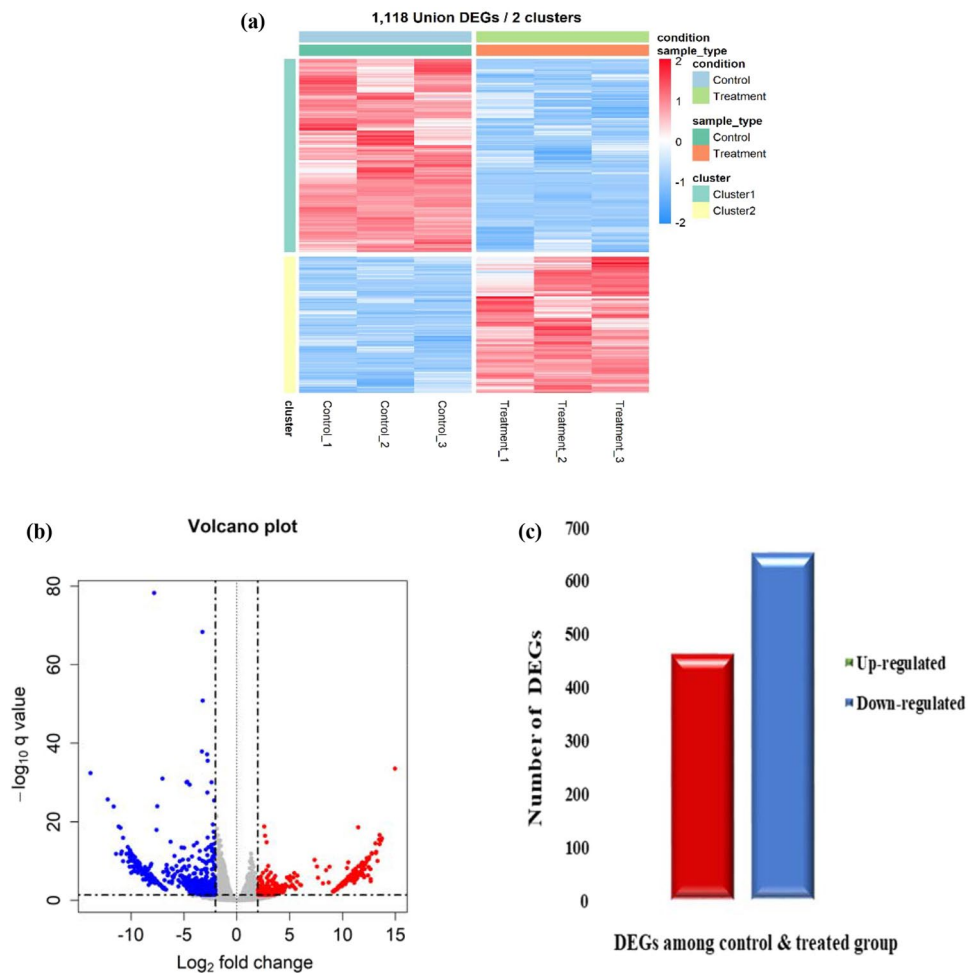 (a)
1,118 Union DEGs / 2 clusters
condition
sample_type
2
1
0
-1
-2
condition
Control
Treatment
sample_type
Control
Treatment
cluster
Cluster1
Cluster2
cluster
Control_1
Control_2
Control_3
Treatment_1
Treatment_2
Treatment_3
(b)
Volcano plot
−log10 q value
80
60
40
20
0
-10
-5
0
5
10
15
Log2 fold change
(c)
Number of DEGs
700
600
500
400
300
200
100
0
Up-regulated
Down-regulated
DEGs among control & treated group